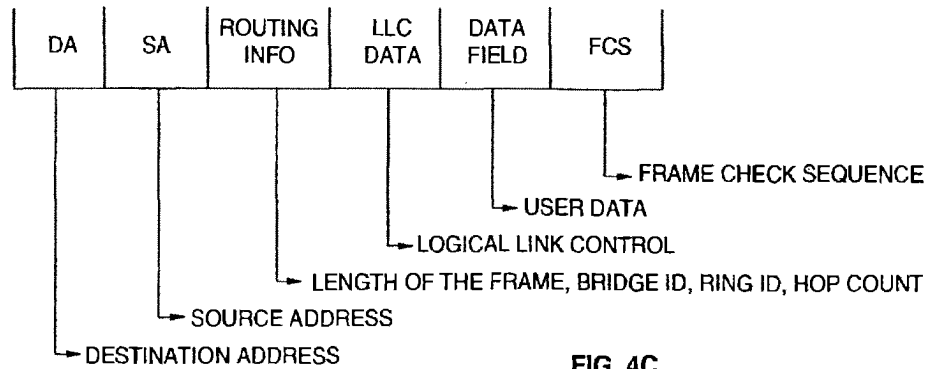 DA
SA
ROUTING
INFO
LLC
DATA
DATA
FIELD
FCS
FRAME CHECK SEQUENCE
USER DATA
LOGICAL LINK CONTROL
LENGTH OF THE FRAME, BRIDGE ID, RING ID, HOP COUNT
SOURCE ADDRESS
DESTINATION ADDRESS
FIG. 4C